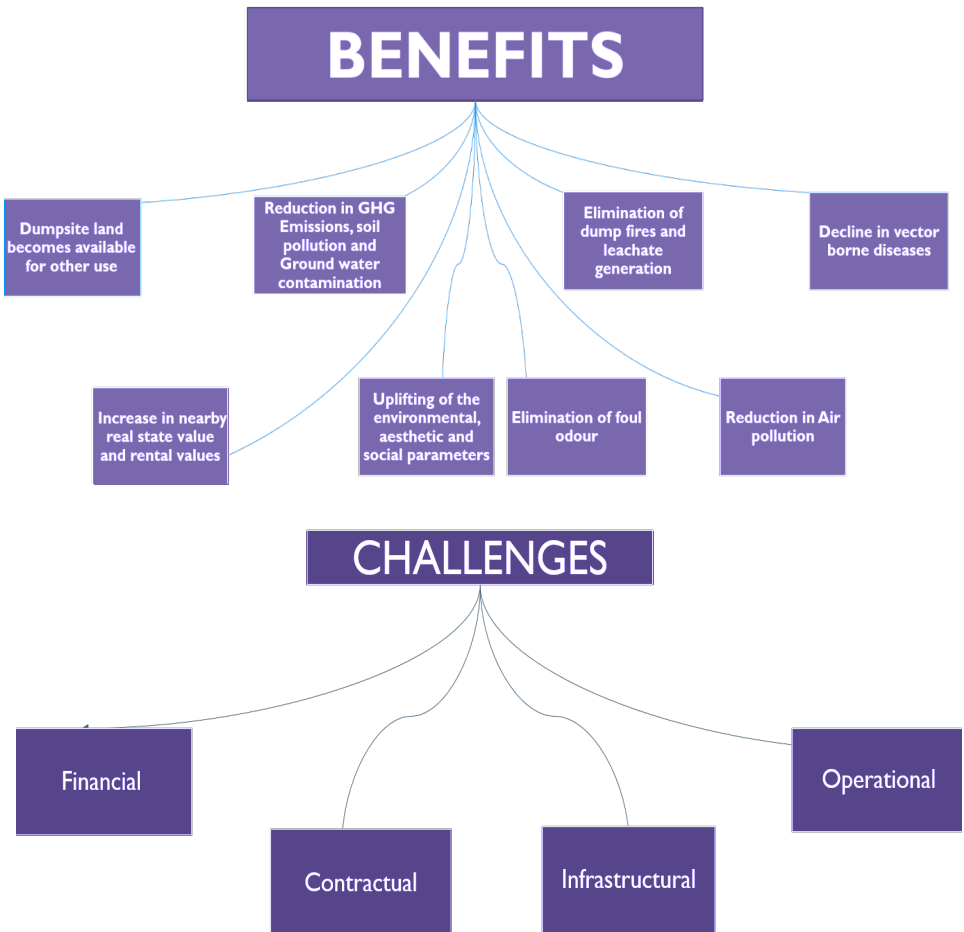 BENEFITS
Dumpsite land
becomes available
for other use
Reduction in GHG
Emissions, soil
pollution and
Ground water
contamination
Elimination of
dump fires and
leachate
generation
Decline in vector
borne diseases
Increase in nearby
real state value
and rental values
Uplifting of the
environmental,
aesthetic and
social parameters
Elimination of foul
odour
Reduction in Air
pollution
CHALLENGES
Financial
Contractual
Infrastructural
Operational